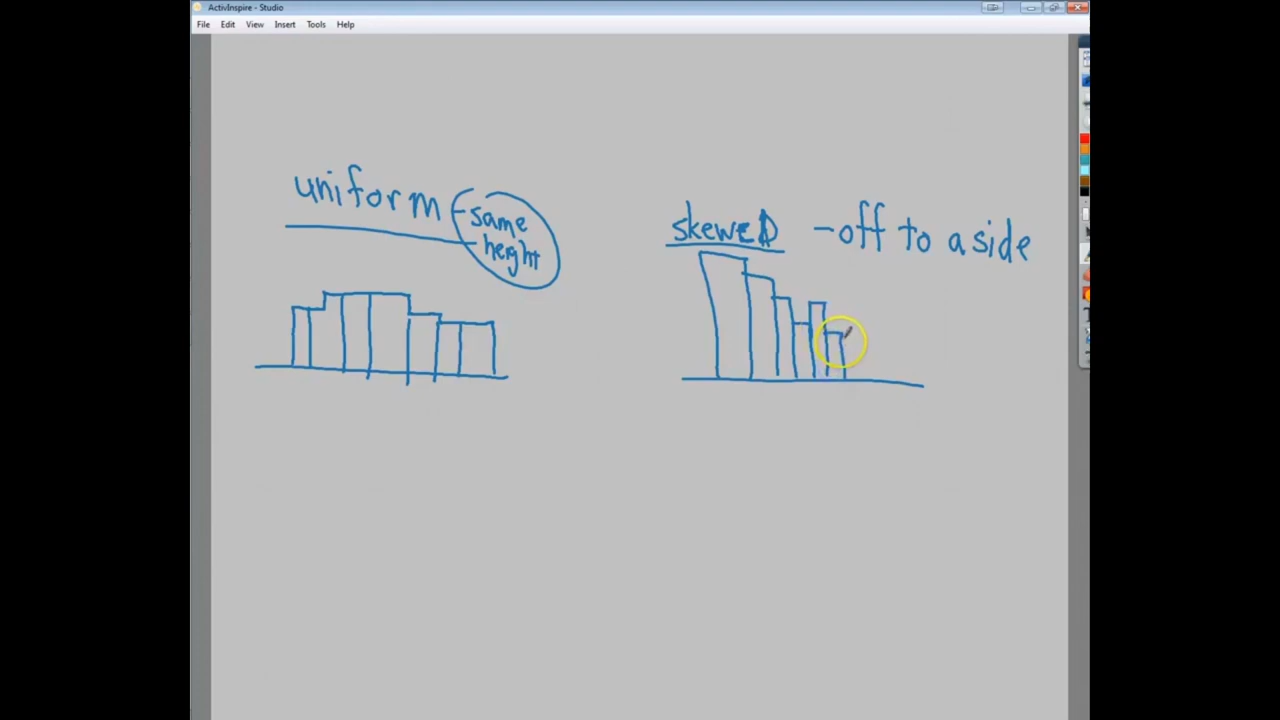 ActivInspire - Studio
File Edit View Insert Tools Help
uniform - same
height
skeweD - off to a side